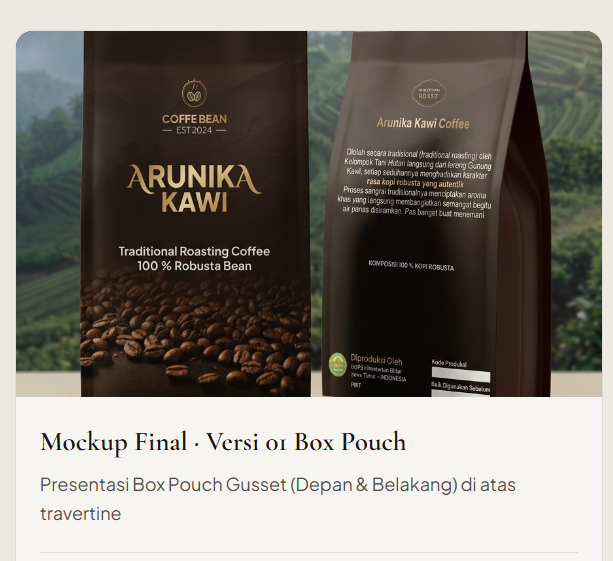 COFFE BEAN
EST 2024
ARUNIKA
KAWI
Traditional Roasting Coffee
100 % Robusta Bean
ROAST
Arunika Kawi Coffee
Diolah secara tradisional (traditional roasting) oleh
Kelompok Tani Hutan langsung dari lereng Gunung
Kawi. setiap seduhannya menghadirkan karakter
rasa kopi robusta yang autentik
Proses sangrai tradisionalnya menciptakan aroma
khas yang langsung membangkitkan semangat begitu
air panas disiramkan. Pas banget buat menemani
KOMPOSISI 100 % KOPI ROBUSTA
Diproduksi Oleh
Blitar
Timur - INDONESIA
PIRT
Kode Produksi
Baik Digunakan Sebelum
Mockup Final · Versi 01 Box Pouch
Presentasi Box Pouch Gusset (Depan & Belakang) di atas
travertine